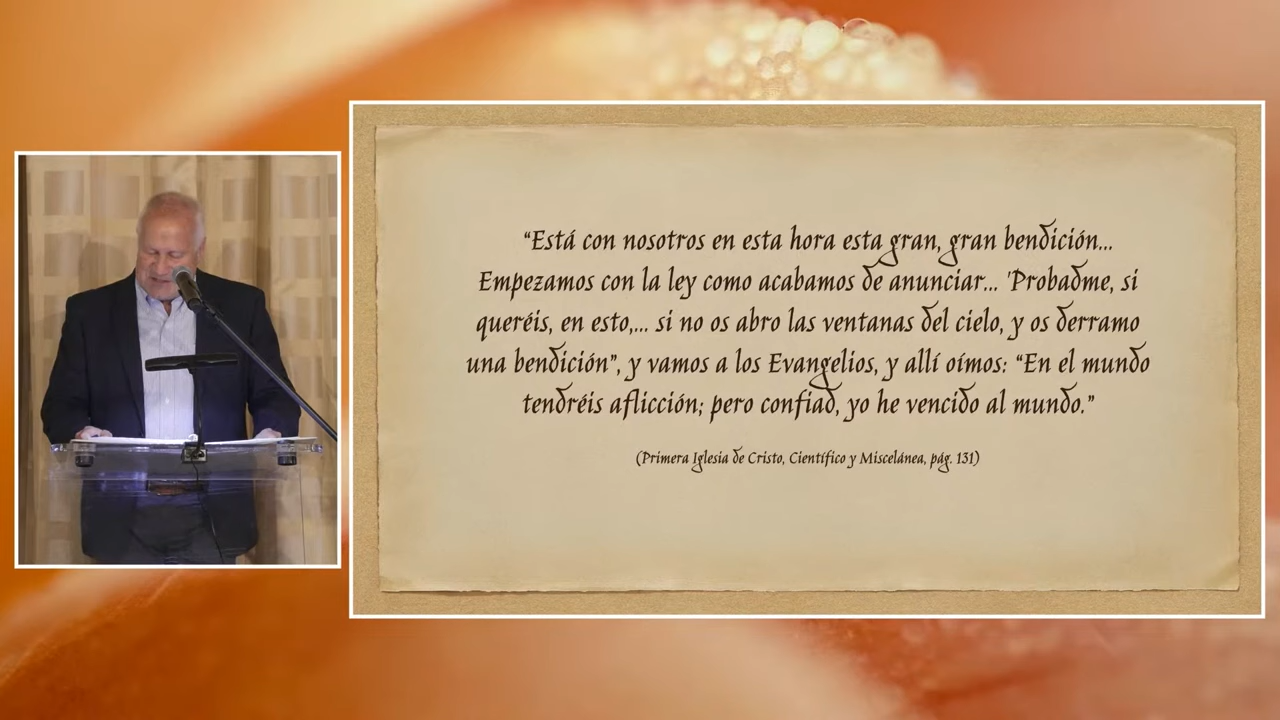 “Está con nosotros en esta hora esta gran, gran bendición...
Empezamos con la ley como acabamos de anunciar... 'Probadme, si
queréis, en esto,... si no os abro las ventanas del cielo, y os derramo
una bendición”, y vamos a los Evangelios, y allí oímos: “En el mundo
tendréis aflicción; pero confiad, yo he vencido al mundo.”
(Primera Iglesia de Cristo, Científico y Miscelánea, pág. 131)